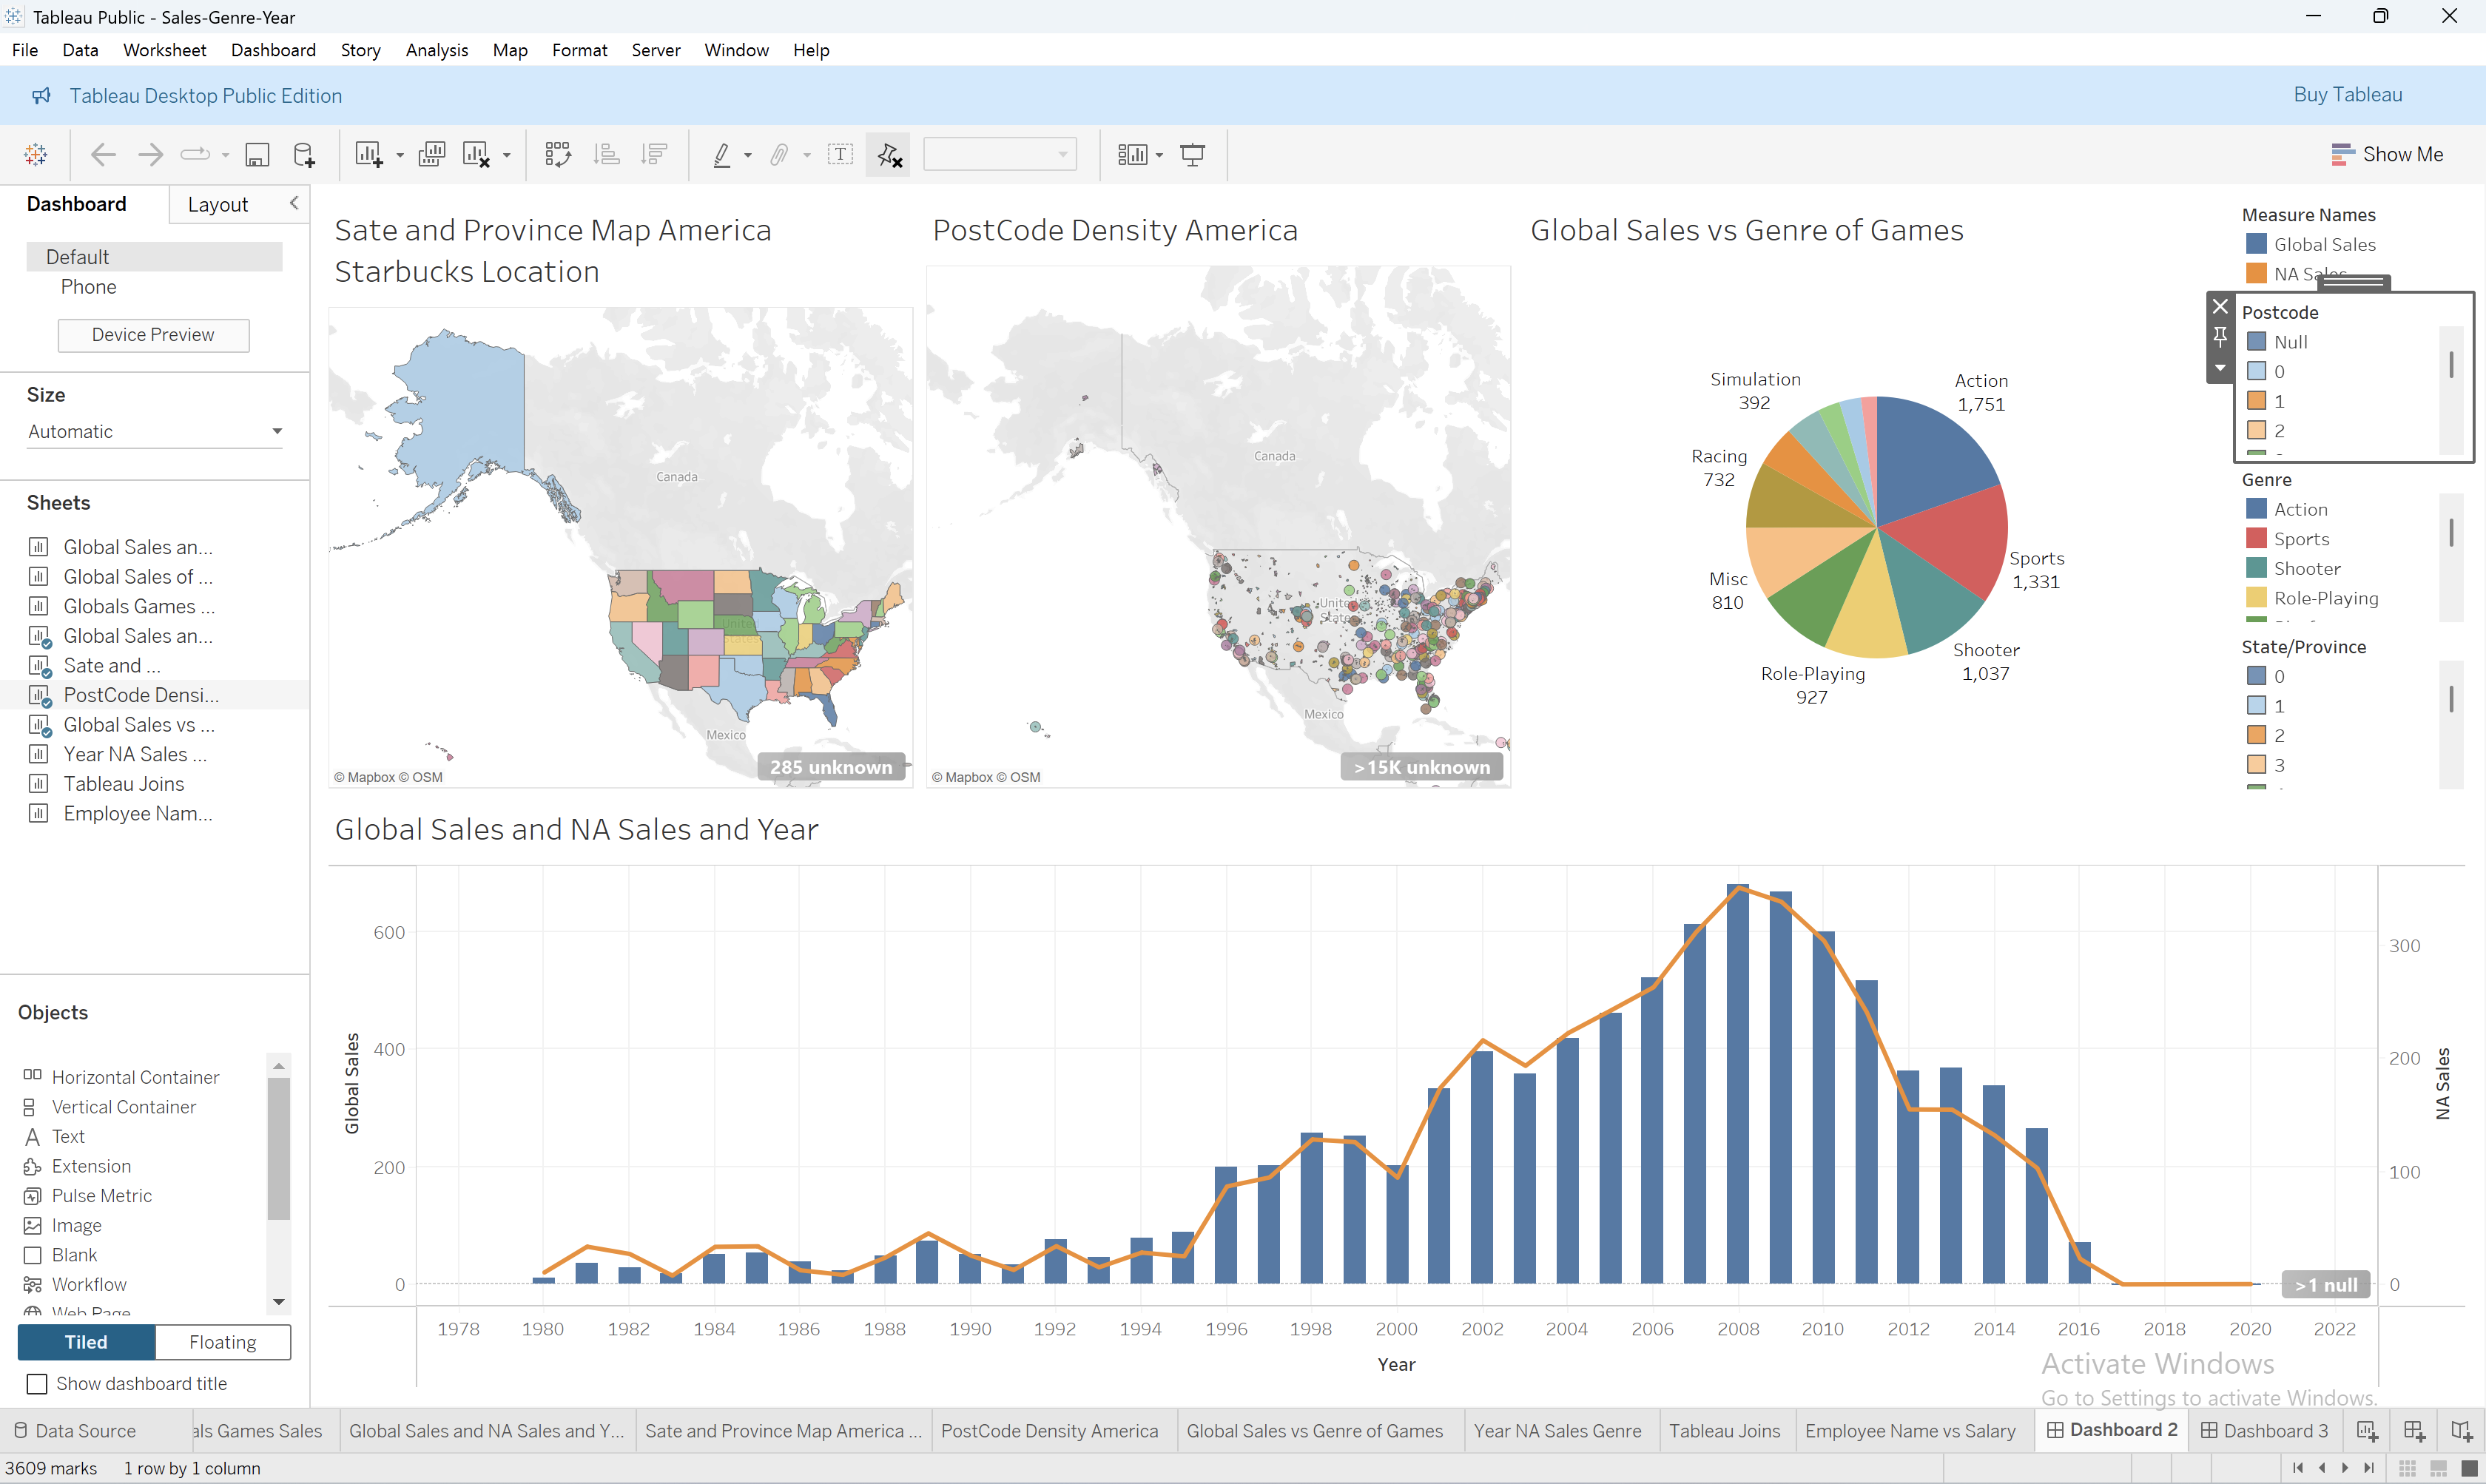 Tableau Public - Sales-Genre-Year
File Data Worksheet Dashboard Story Analysis Map Format Server Window Help
Tableau Desktop Public Edition
Buy Tableau
Show Me
Dashboard
Layout
Default
Phone
Device Preview
Size
Automatic
Sheets
Global Sales an...
Global Sales of ...
Globals Games ...
Global Sales an...
Sate and ...
PostCode Densi...
Global Sales vs ...
Year NA Sales ...
Tableau Joins
Employee Nam...
Objects
Horizontal Container
Vertical Container
Text
Extension
Pulse Metric
Image
Blank
Workflow
Web Page
Tiled
Floating
Show dashboard title
Sate and Province Map America
Starbucks Location
Canada
United
States
Mexico
© Mapbox © OSM
285 unknown
PostCode Density America
Canada
United
States
Mexico
© Mapbox © OSM
>15K unknown
Global Sales vs Genre of Games
Simulation
392
Action
1,751
Racing
732
Sports
1,331
Misc
810
Shooter
1,037
Role-Playing
927
Measure Names
Global Sales
NA Sales
Postcode
Null
0
1
2
Genre
Action
Sports
Shooter
Role-Playing
State/Province
0
1
2
3
Global Sales and NA Sales and Year
Global Sales
600
400
200
0
NA Sales
300
200
100
0
>1 null
1978 1980 1982 1984 1986 1988 1990 1992 1994 1996 1998 2000 2002 2004 2006 2008 2010 2012 2014 2016 2018 2020 2022
Year
Activate Windows
Go to Settings to activate Windows.
Data Source
als Games Sales
Global Sales and NA Sales and Y...
Sate and Province Map America ...
PostCode Density America
Global Sales vs Genre of Games
Year NA Sales Genre
Tableau Joins
Employee Name vs Salary
Dashboard 2
Dashboard 3
3609 marks 1 row by 1 column